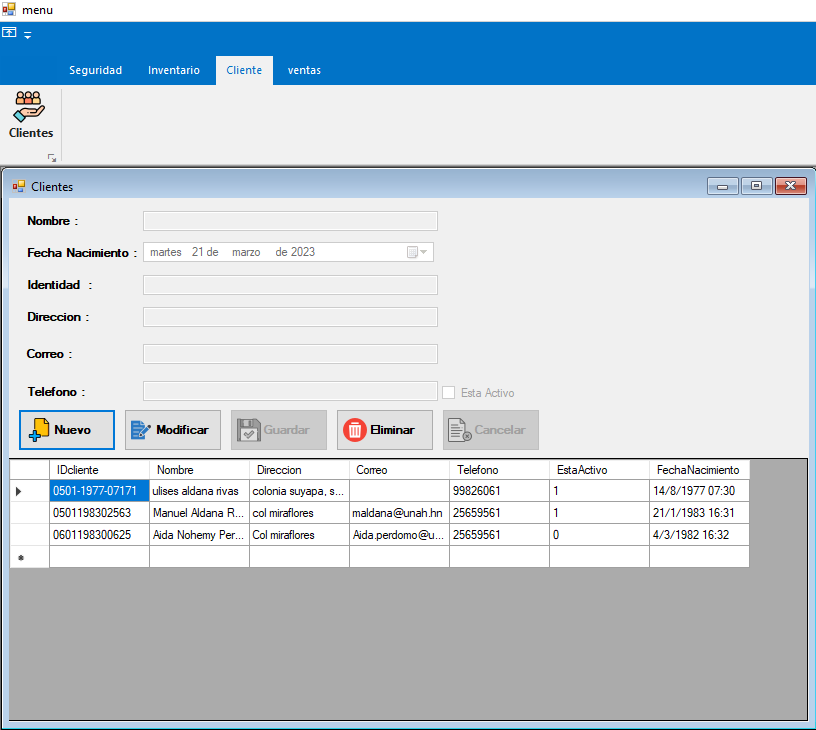 menu
Seguridad Inventario Cliente ventas
Clientes
Clientes
Nombre :
Fecha Nacimiento : martes 21 de marzo de 2023
Identidad :
Direccion :
Correo :
Telefono : Esta Activo
Nuevo Modificar Guardar Eliminar Cancelar
IDcliente Nombre Direccion Correo Telefono EstaActivo FechaNacimiento
0501-1977-07171 ulises aldana rivas colonia suyapa, s... 99826061 1 14/8/1977 07:30
0501198302563 Manuel Aldana R... col miraflores maldana@unah.hn 25659561 1 21/1/1983 16:31
0601198300625 Aida Nohemy Per... Col miraflores Aida.perdomo@u... 25659561 0 4/3/1982 16:32